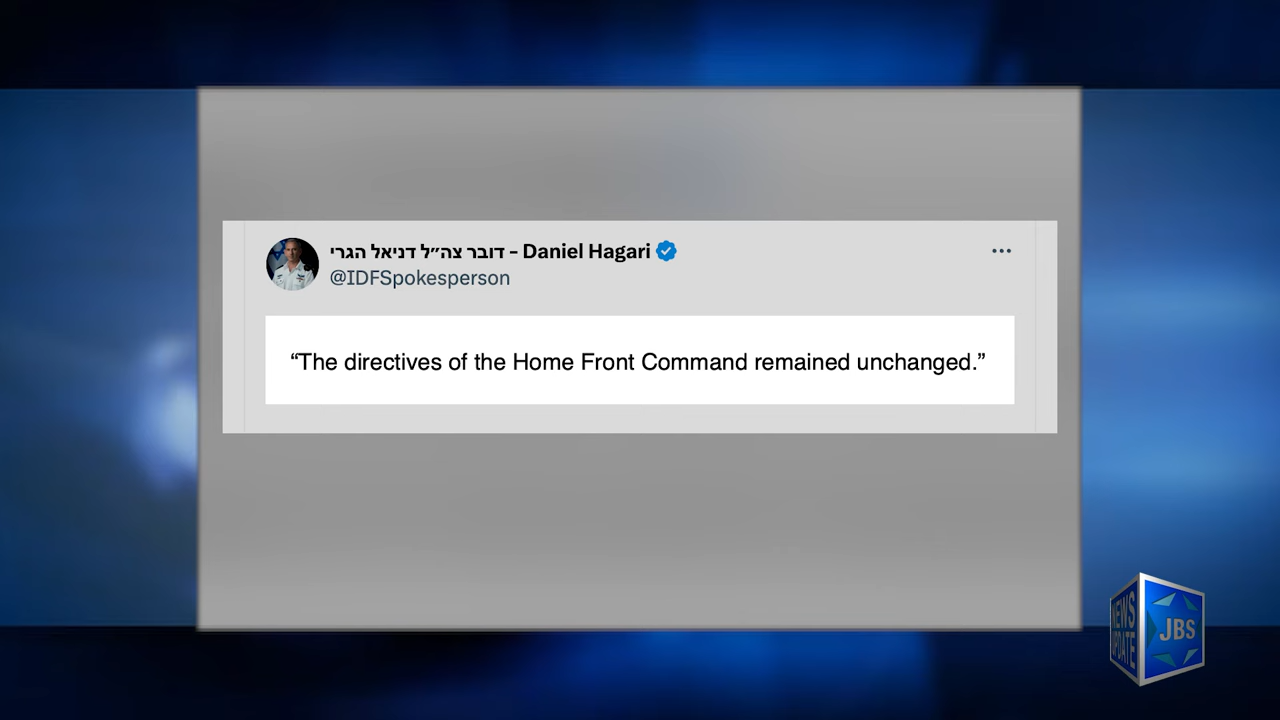 דובר צה״ל דניאל הגרי - Daniel Hagari
@IDFSpokesperson
“The directives of the Home Front Command remained unchanged.”
NEWS
UPDATE
JBS